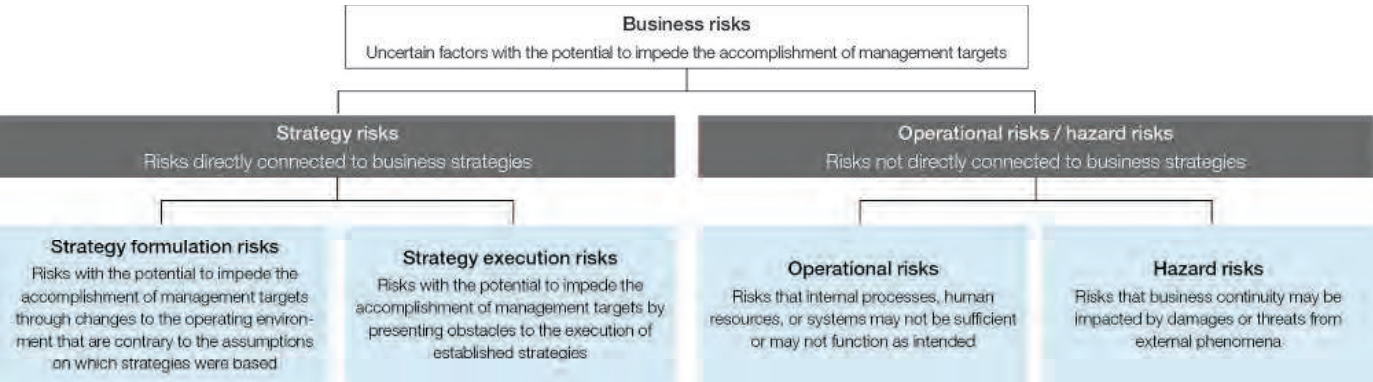 Business risks
Uncertain factors with the potential to impede the accomplishment of management targets
Strategy risks
Risks directly connected to business strategies
Operational risks / hazard risks
Risks not directly connected to business strategies
Strategy formulation risks
Risks with the potential to impede the
accomplishment of management targets
through changes to the operating environ-
ment that are contrary to the assumptions
on which strategies were based
Strategy execution risks
Risks with the potential to impede the
accomplishment of management targets by
presenting obstacles to the execution of
established strategies
Operational risks
Risks that internal processes, human
resources, or systems may not be sufficient
or may not function as intended
Hazard risks
Risks that business continuity may be
impacted by damages or threats from
external phenomena